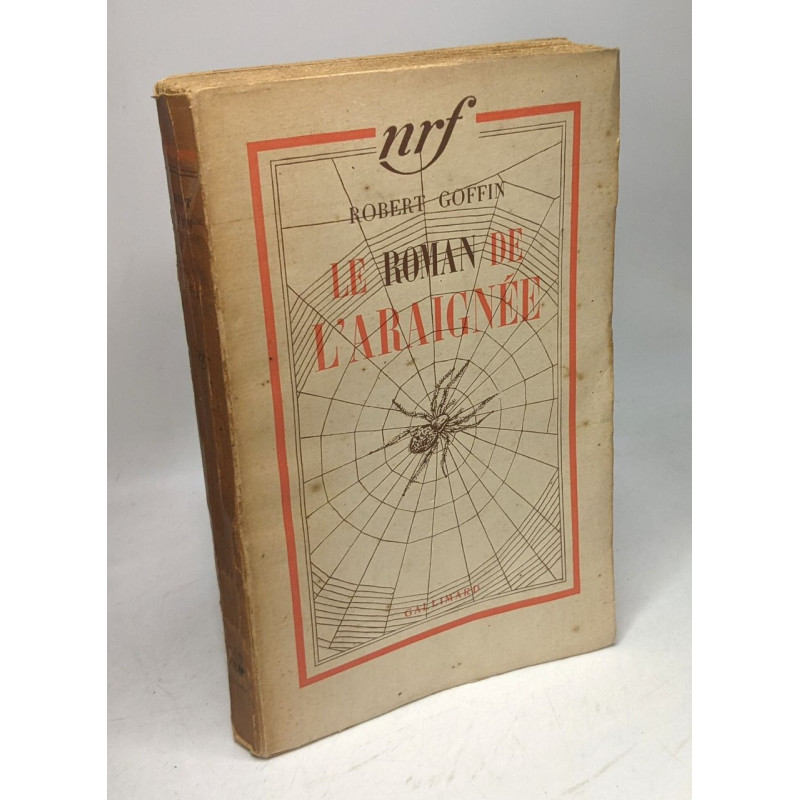 nrf
ROBERT GOFFIN
LE ROMAN DE
L'ARAIGNÉE
GALLIMARD